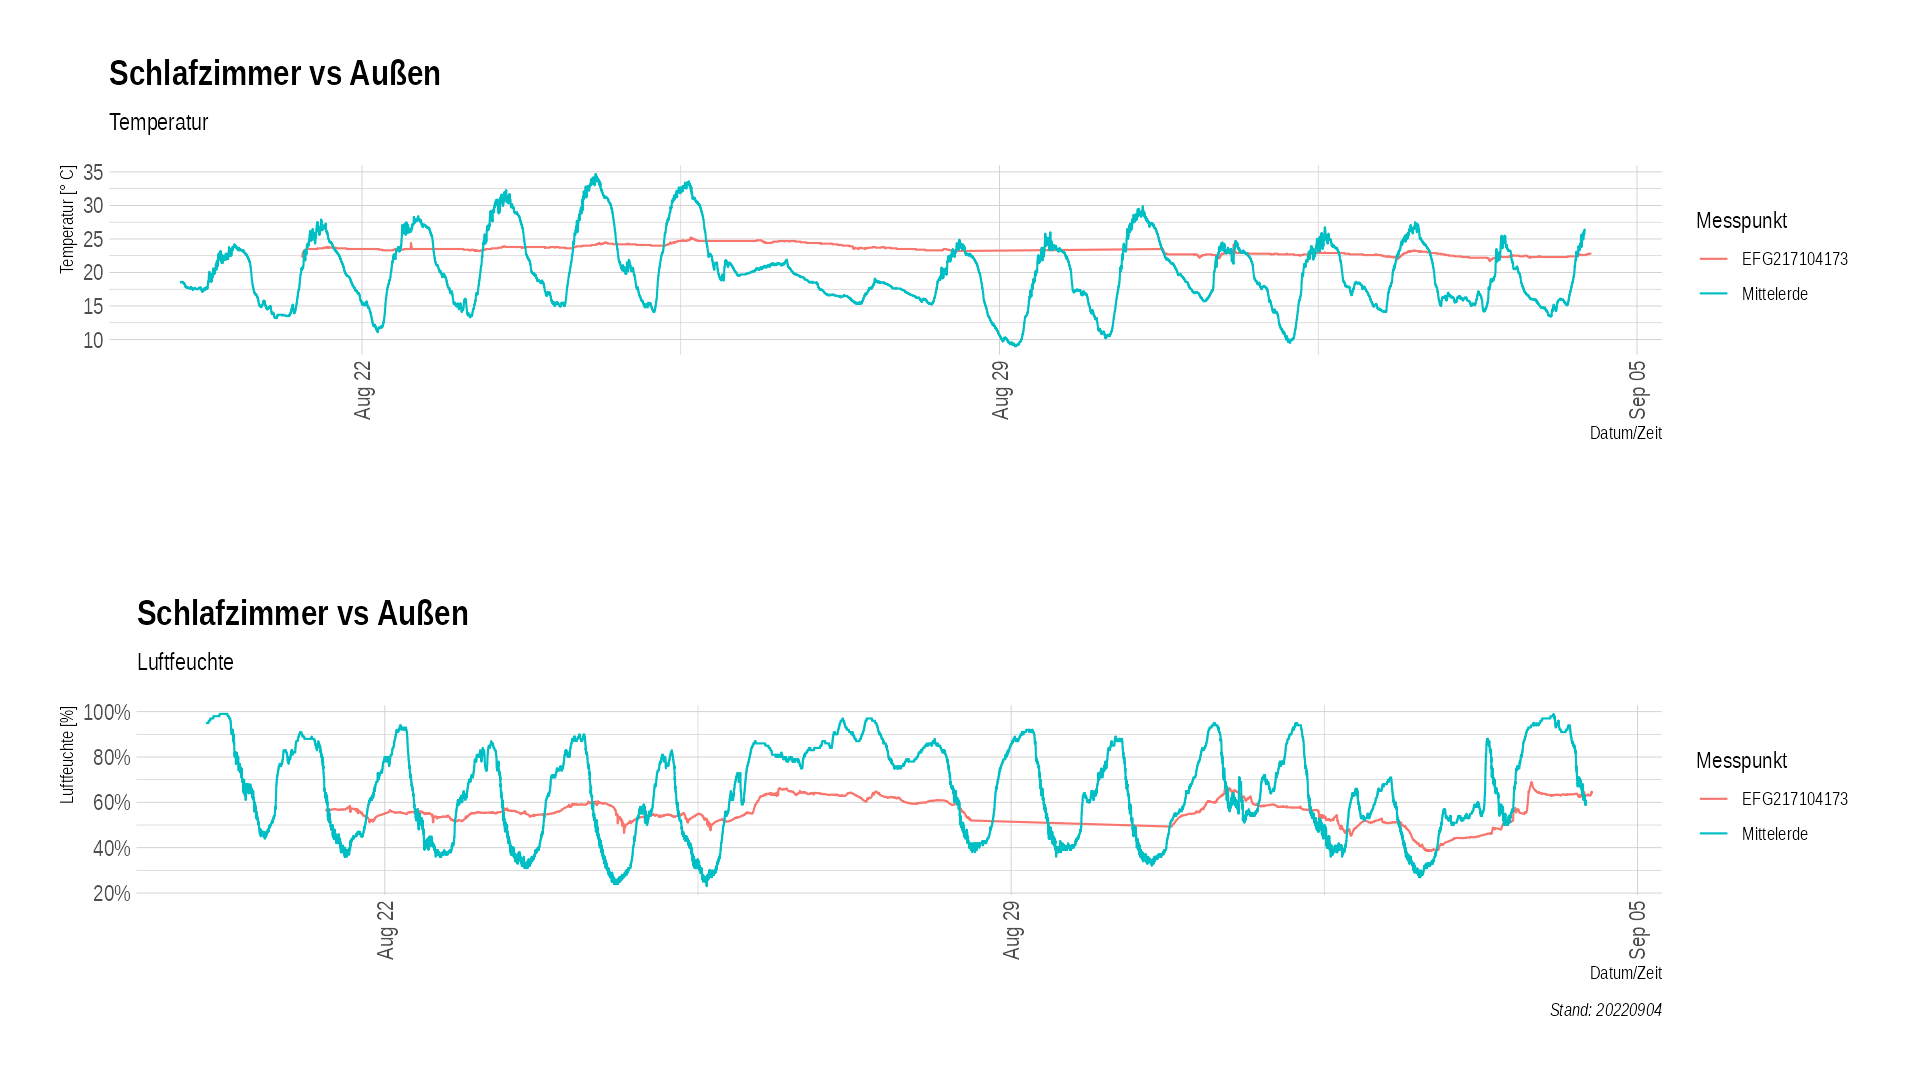 Schlafzimmer vs Außen
Temperatur
Temperatur [° C]
35
30
25
20
15
10
Aug 22
Aug 29
Sep 05
Datum/Zeit
Messpunkt
EFG217104173
Mittelerde
Schlafzimmer vs Außen
Luftfeuchte
Luftfeuchte [%]
100%
80%
60%
40%
20%
Aug 22
Aug 29
Sep 05
Datum/Zeit
Messpunkt
EFG217104173
Mittelerde
Stand: 20220904